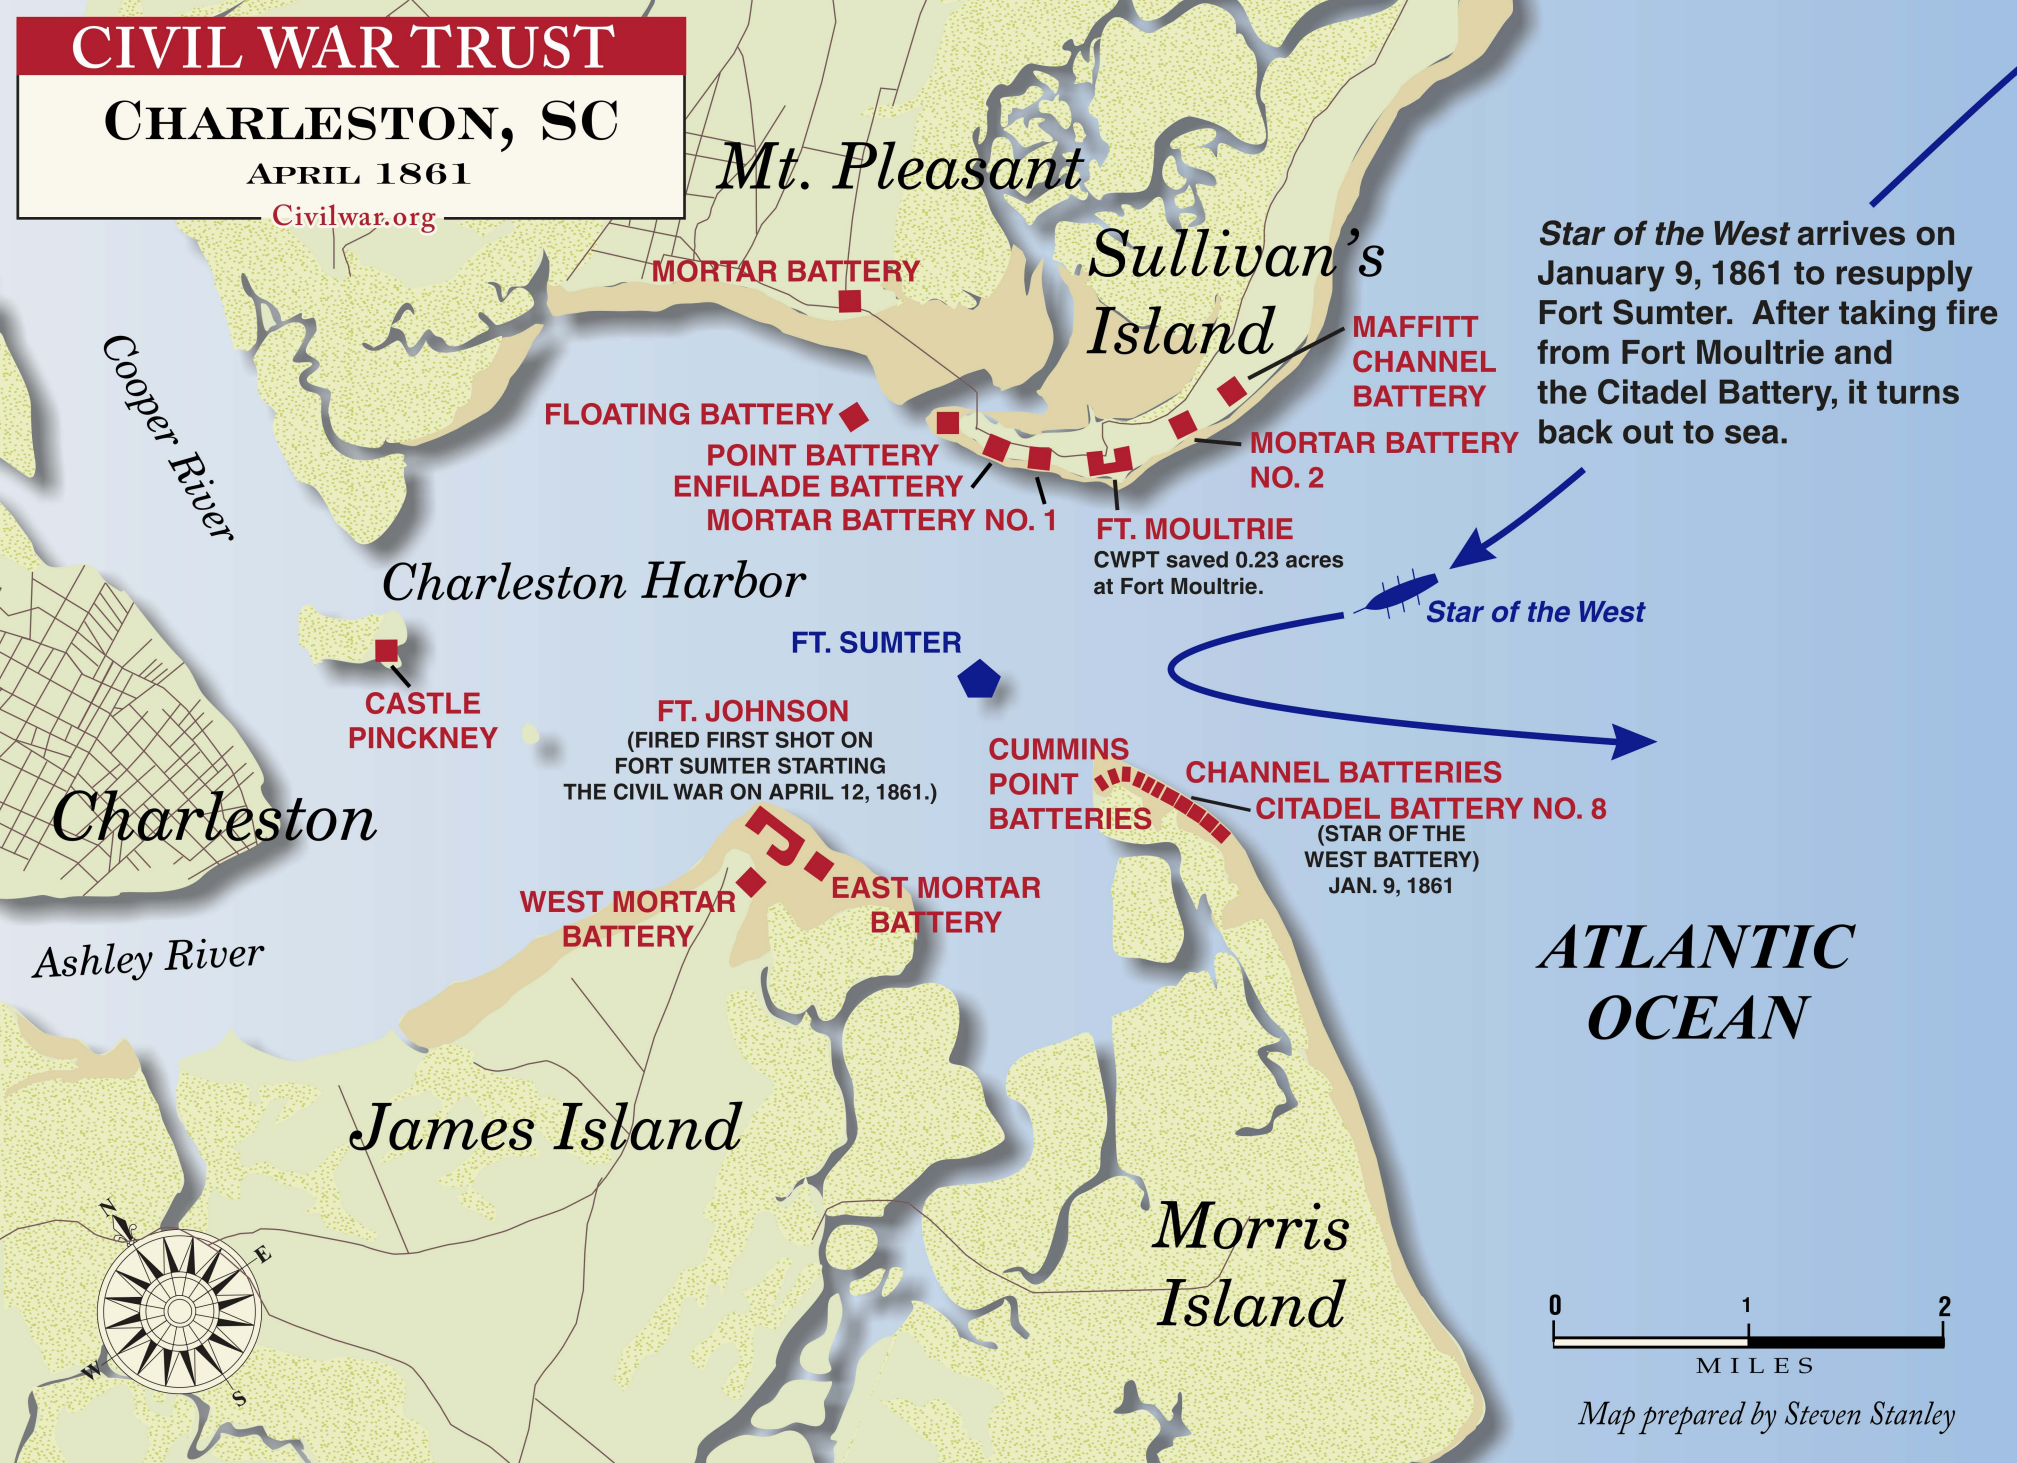 CIVIL WAR TRUST
CHARLESTON, SC
APRIL 1861
Civilwar.org
Mt. Pleasant
Sullivan's
Island
MORTAR BATTERY
MAFFITT
CHANNEL
BATTERY
Star of the West arrives on
January 9, 1861 to resupply
Fort Sumter. After taking fire
from Fort Moultrie and
the Citadel Battery, it turns
back out to sea.
Cooper River
FLOATING BATTERY
POINT BATTERY
ENFILADE BATTERY
MORTAR BATTERY NO. 1
MORTAR BATTERY
NO. 2
FT. MOULTRIE
CWPT saved 0.23 acres
at Fort Moultrie.
Charleston Harbor
Star of the West
FT. SUMTER
CASTLE
PINCKNEY
FT. JOHNSON
(FIRED FIRST SHOT ON
FORT SUMTER STARTING
THE CIVIL WAR ON APRIL 12, 1861.)
CUMMINS
POINT
BATTERIES
CHANNEL BATTERIES
CITADEL BATTERY NO. 8
(STAR OF THE
WEST BATTERY)
JAN. 9, 1861
Charleston
WEST MORTAR
BATTERY
EAST MORTAR
BATTERY
Ashley River
ATLANTIC
OCEAN
James Island
Morris
Island
N
E
W
S
0 1 2
MILES
Map prepared by Steven Stanley